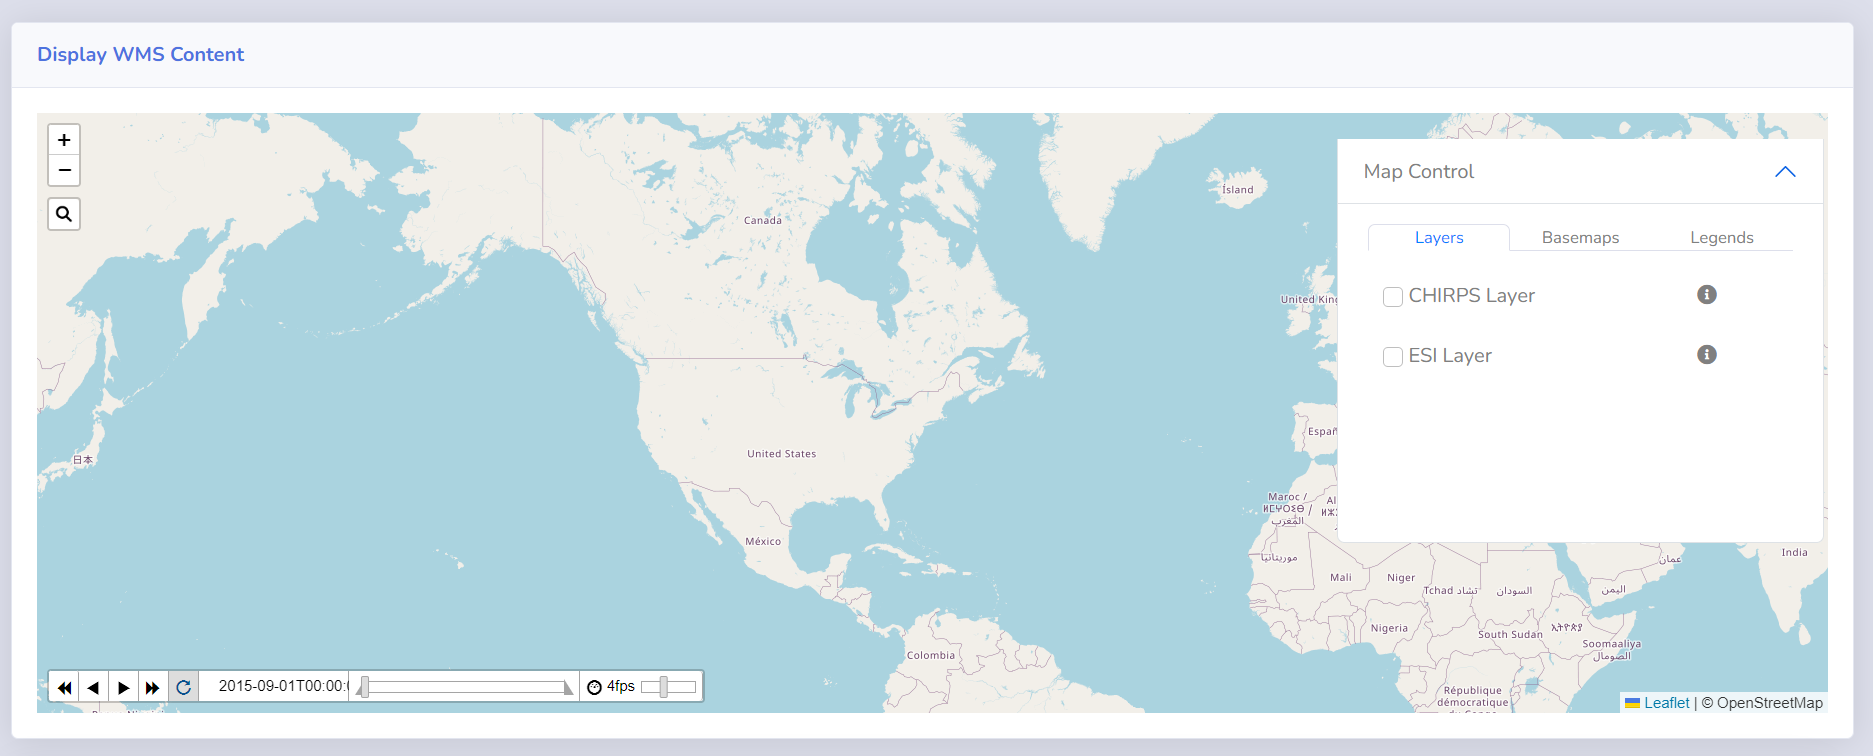 Display WMS Content
+
−
Ísland
Canada
Map Control
Layers
Basemaps
Legends
CHIRPS Layer
ESI Layer
United King
日本
United States
Españ
Maroc /
ⵍⵎⵖⵔⵉⴱ /
المغرب
Al
México
موريتانيا
Mali
Niger
Tchad تشاد
السودان
اليمن
عمان
India
Nigeria
South Sudan
ኢትዮጵያ
Soomaaliya
الصومال
Colombia
République
démocratique
2015-09-01T00:00:0
4fps
Leaflet | © OpenStreetMap